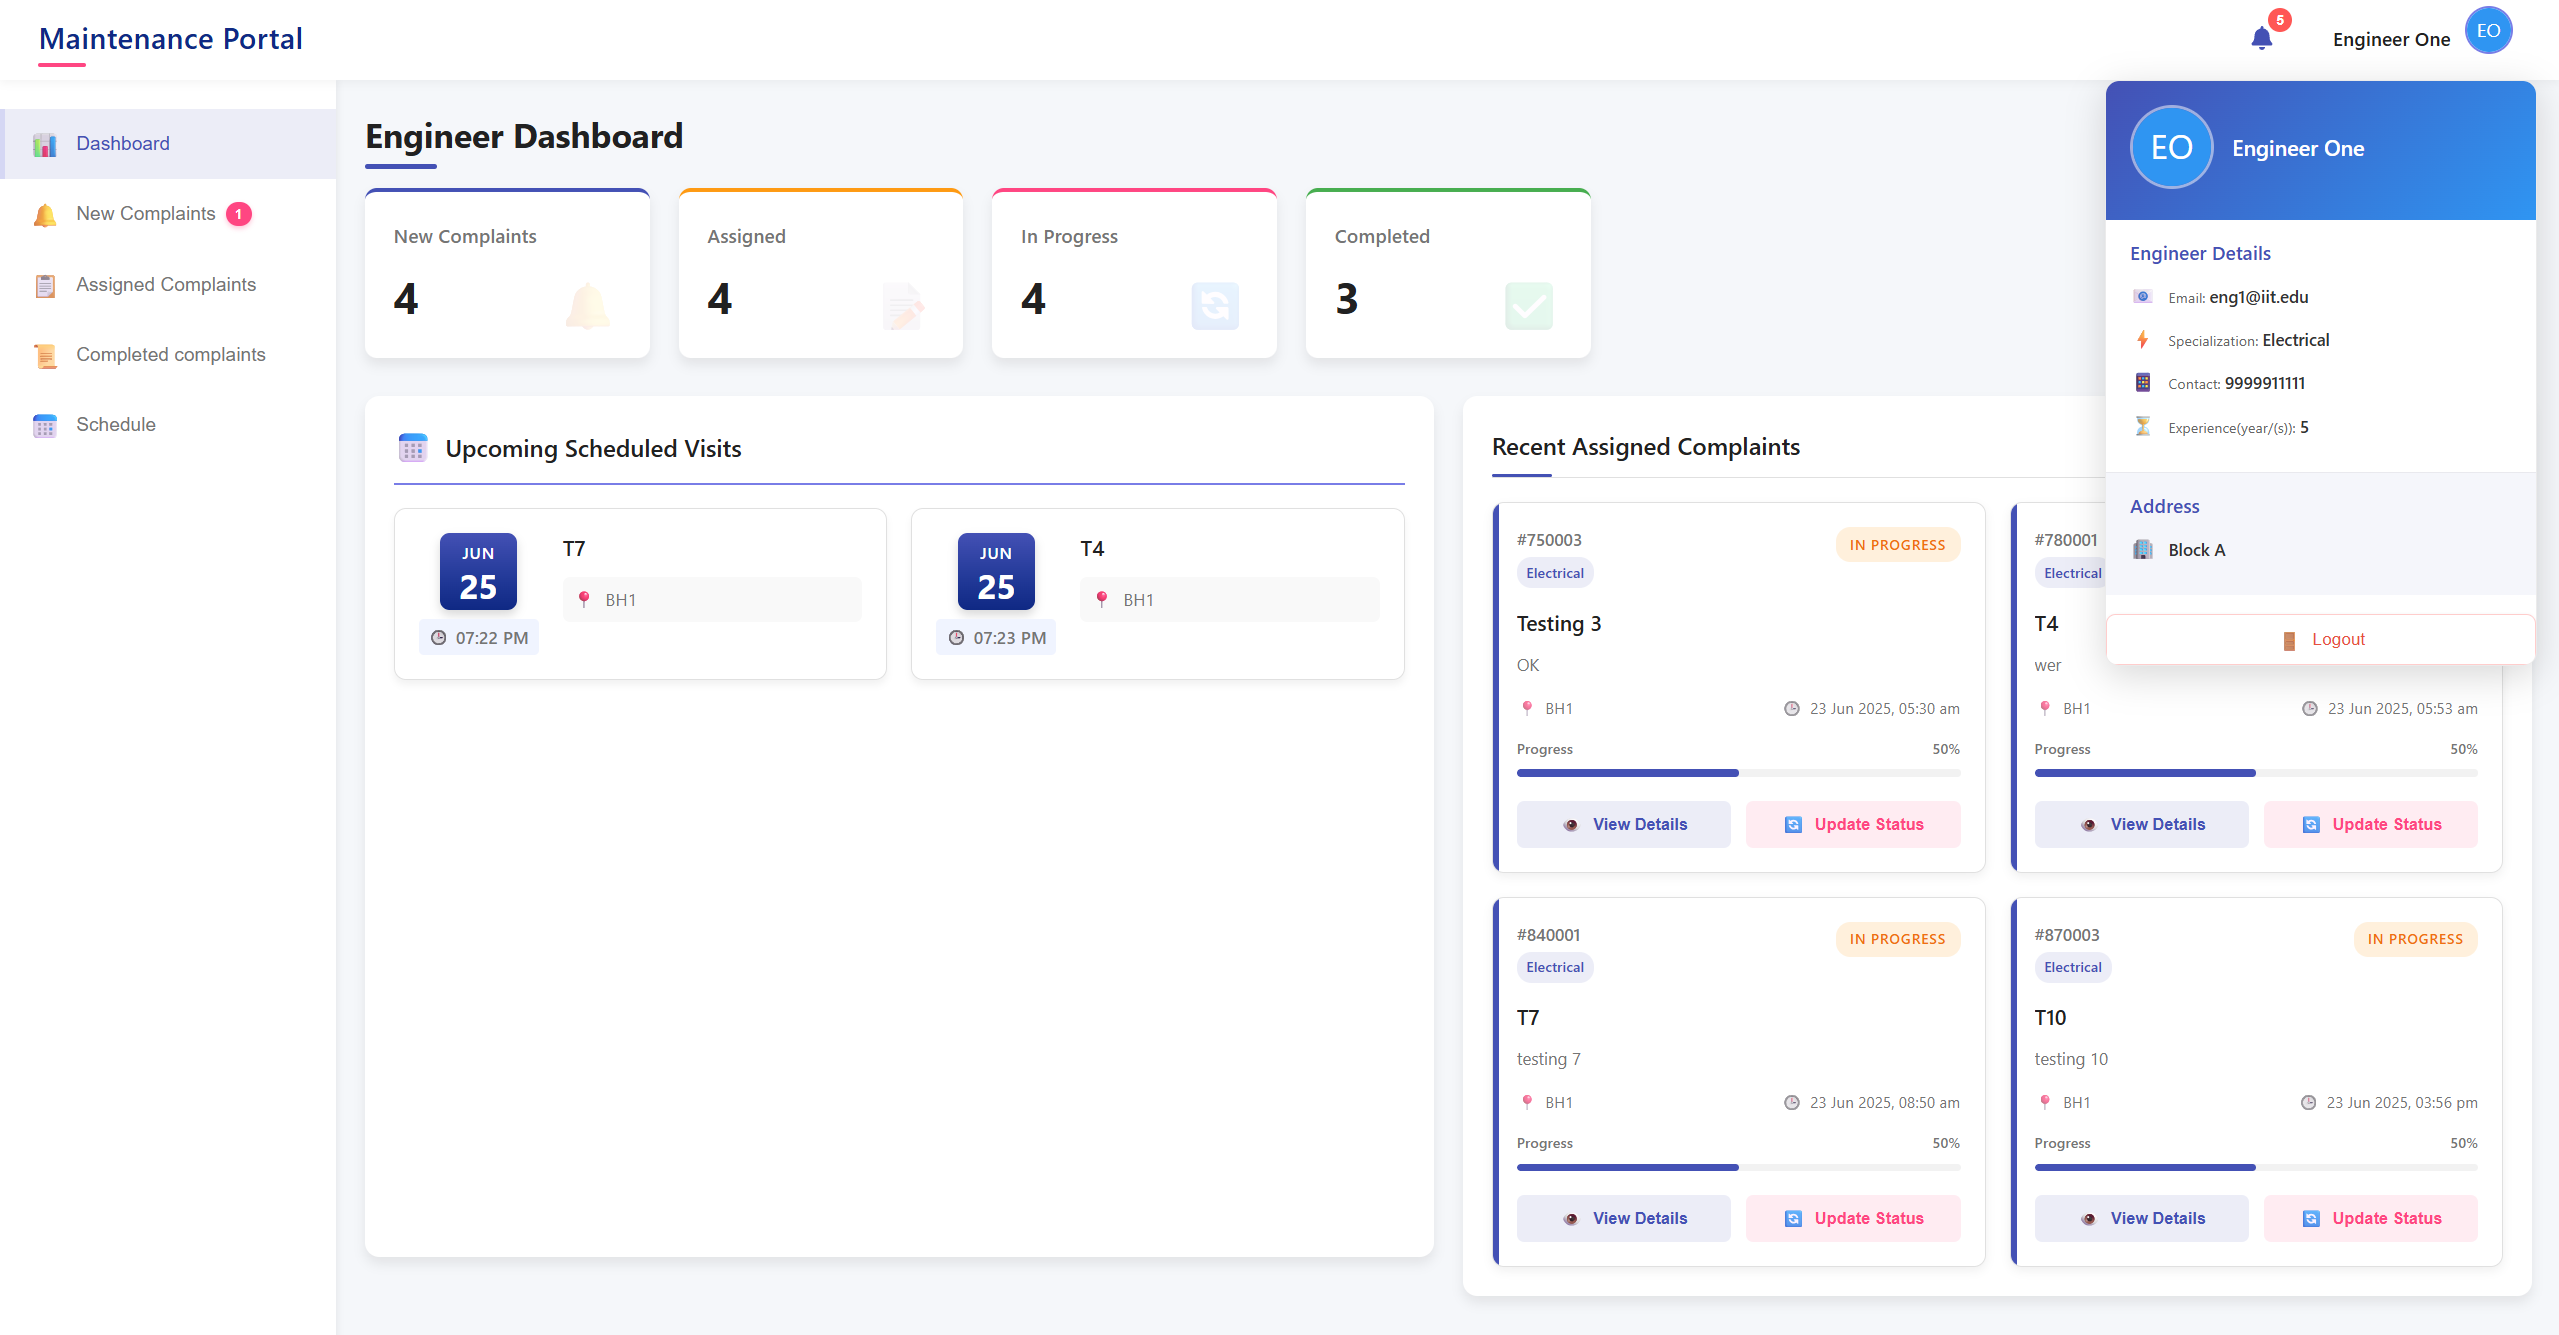 Maintenance Portal
5
Engineer One
EO
Dashboard
New Complaints 1
Assigned Complaints
Completed complaints
Schedule
Engineer Dashboard
New Complaints
4
Assigned
4
In Progress
4
Completed
3
Upcoming Scheduled Visits
JUN
25
07:22 PM
T7
BH1
JUN
25
07:23 PM
T4
BH1
Recent Assigned Complaints
#750003
IN PROGRESS
Electrical
Testing 3
OK
BH1
23 Jun 2025, 05:30 am
Progress
50%
View Details
Update Status
#780001
Electrical
T4
wer
BH1
23 Jun 2025, 05:53 am
Progress
50%
View Details
Update Status
#840001
IN PROGRESS
Electrical
T7
testing 7
BH1
23 Jun 2025, 08:50 am
Progress
50%
View Details
Update Status
#870003
IN PROGRESS
Electrical
T10
testing 10
BH1
23 Jun 2025, 03:56 pm
Progress
50%
View Details
Update Status
EO
Engineer One
Engineer Details
Email: eng1@iit.edu
Specialization: Electrical
Contact: 9999911111
Experience(year/(s)): 5
Address
Block A
Logout